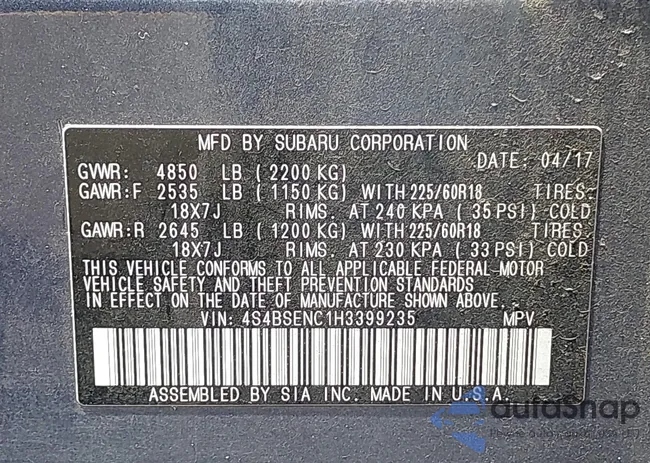 MFD BY SUBARU CORPORATION
DATE: 04/17
GVWR: 4850 LB (2200 KG)
GAWR:F 2535 LB (1150 KG) WITH 225/60R18 TIRES.
18X7J RIMS. AT 240 KPA (35 PSI) COLD
GAWR:R 2645 LB (1200 KG) WITH 225/60R18 TIRES.
18X7J RIMS. AT 230 KPA (33 PSI) COLD
THIS VEHICLE CONFORMS TO ALL APPLICABLE FEDERAL MOTOR
VEHICLE SAFETY AND THEFT PREVENTION STANDARDS
IN EFFECT ON THE DATE OF MANUFACTURE SHOWN ABOVE.
VIN: 4S4BSENC1H3399235 MPV
ASSEMBLED BY SIA INC. MADE IN U.S.A.
autoSnap